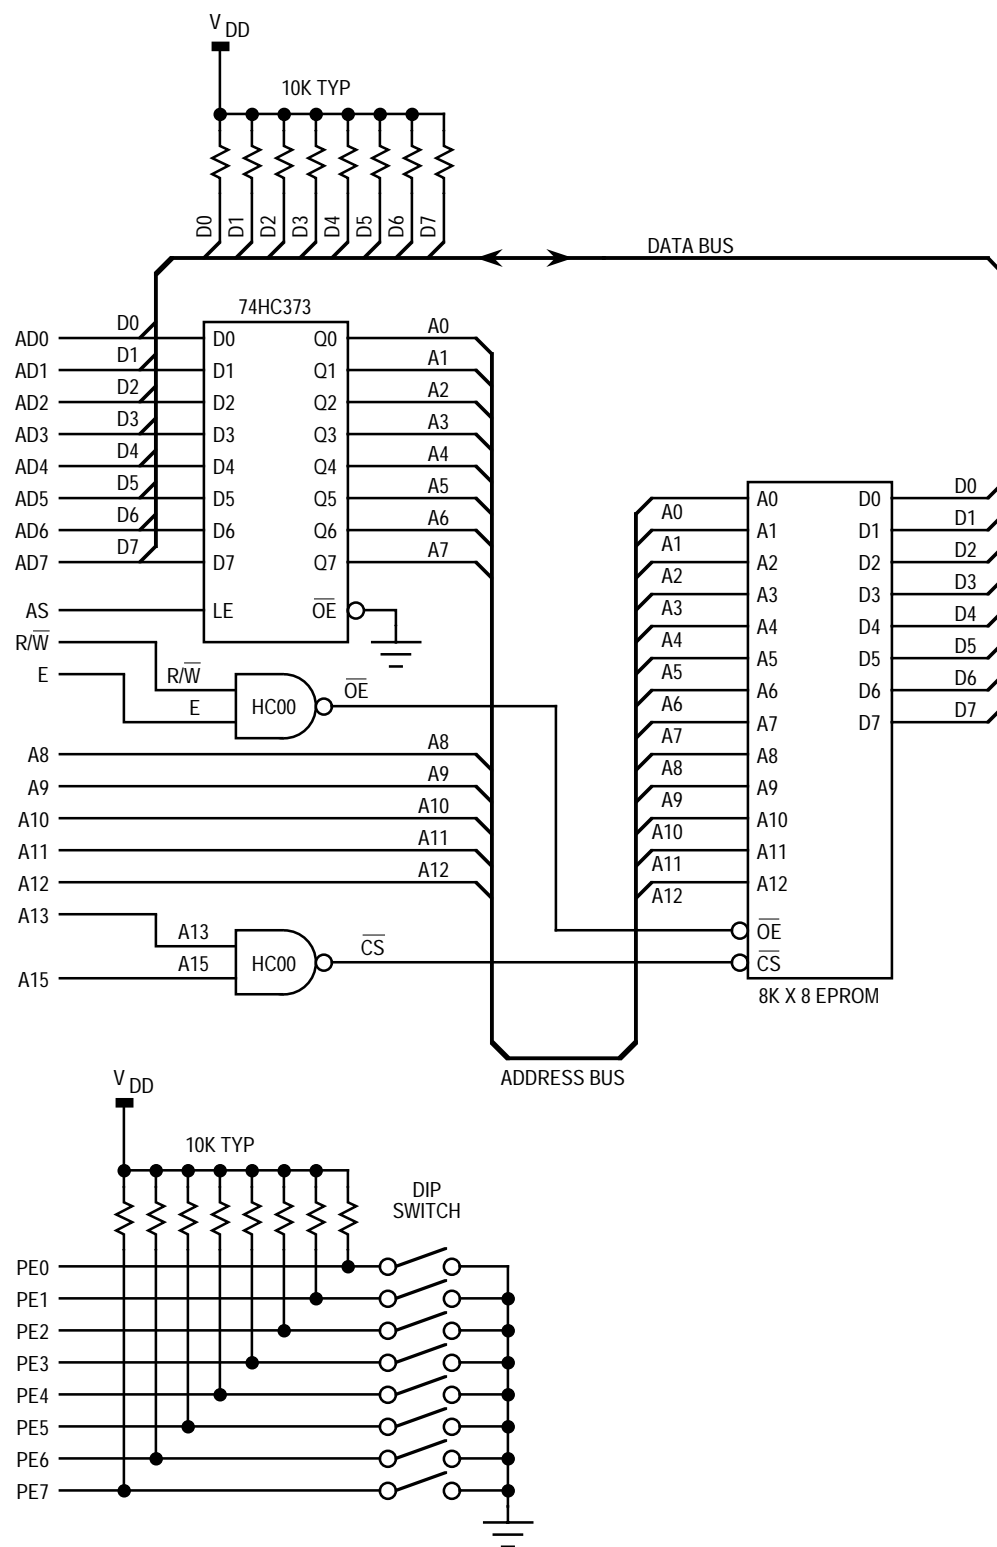 V DD
10K TYP
D0 D1 D2 D3 D4 D5 D6 D7
DATA BUS
74HC373
AD0 D0 D0 Q0 A0
AD1 D1 D1 Q1 A1
AD2 D2 D2 Q2 A2
AD3 D3 D3 Q3 A3
AD4 D4 D4 Q4 A4
AD5 D5 D5 Q5 A5
AD6 D6 D6 Q6 A6
AD7 D7 D7 Q7 A7
AS LE O̅E̅
R/W̅
E
R/W̅
E
HC00
O̅E̅
A8 A8
A9 A9
A10 A10
A11 A11
A12 A12
A13 A13
A15 A15
HC00
C̅S̅
A0 A0 D0 D0
A1 A1 D1 D1
A2 A2 D2 D2
A3 A3 D3 D3
A4 A4 D4 D4
A5 A5 D5 D5
A6 A6 D6 D6
A7 A7 D7 D7
A8 A8
A9 A9
A10 A10
A11 A11
A12 A12
O̅E̅
C̅S̅
8K X 8 EPROM
ADDRESS BUS
V DD
10K TYP
DIP
SWITCH
PE0
PE1
PE2
PE3
PE4
PE5
PE6
PE7